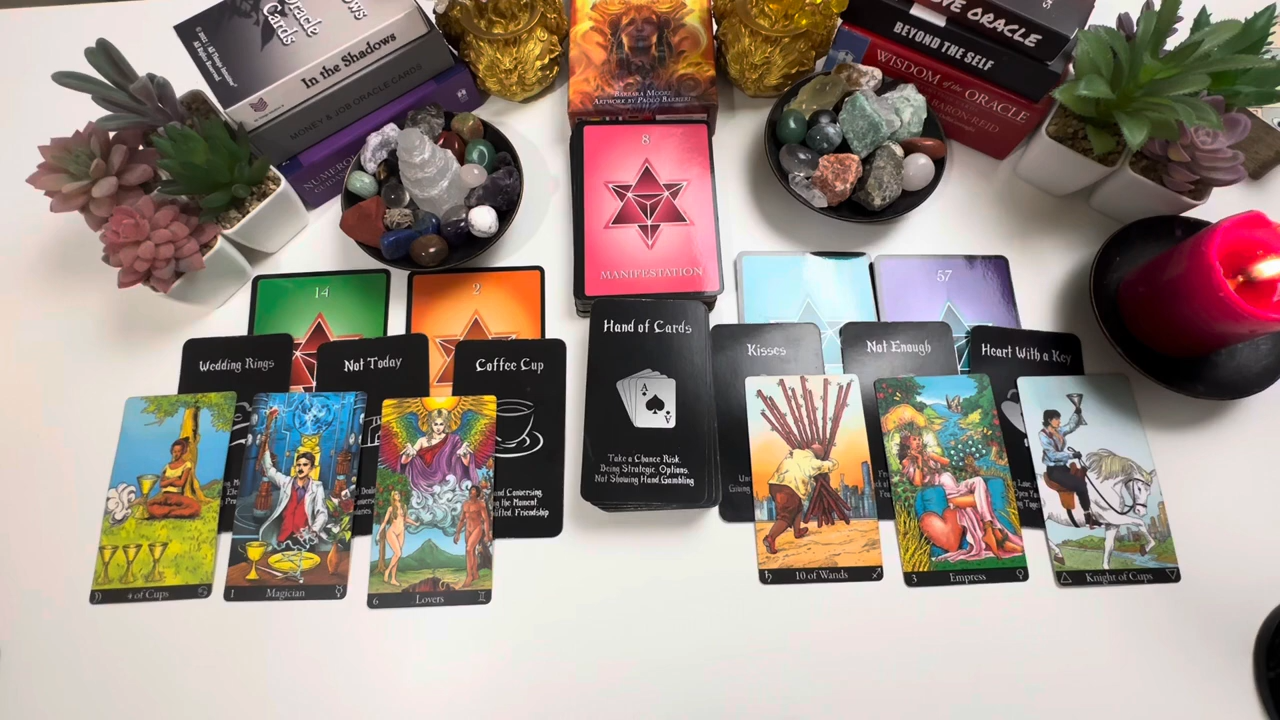 Oracle
Cards
In the Shadows
MONEY & JOB ORACLE CARDS
BARBARA MOORE
ARTWORK BY PAOLO BARBIERI
LOVE ORACLE
BEYOND THE SELF
WISDOM of the
ORACLE
BARON-REID
8
MANIFESTATION
14
2
57
Wedding Rings
Not Today
Coffee Cup
Hand of Cards
A
A
Take a Chance Risk,
Being Strategic, Options,
Not Showing Hand,Gambling
Kisses
Not Enough
Heart With a Key
and Conversing
the Moment
Friendship
4 of Cups
1 Magician
6 Lovers
10 of Wands
3 Empress
Knight of Cups